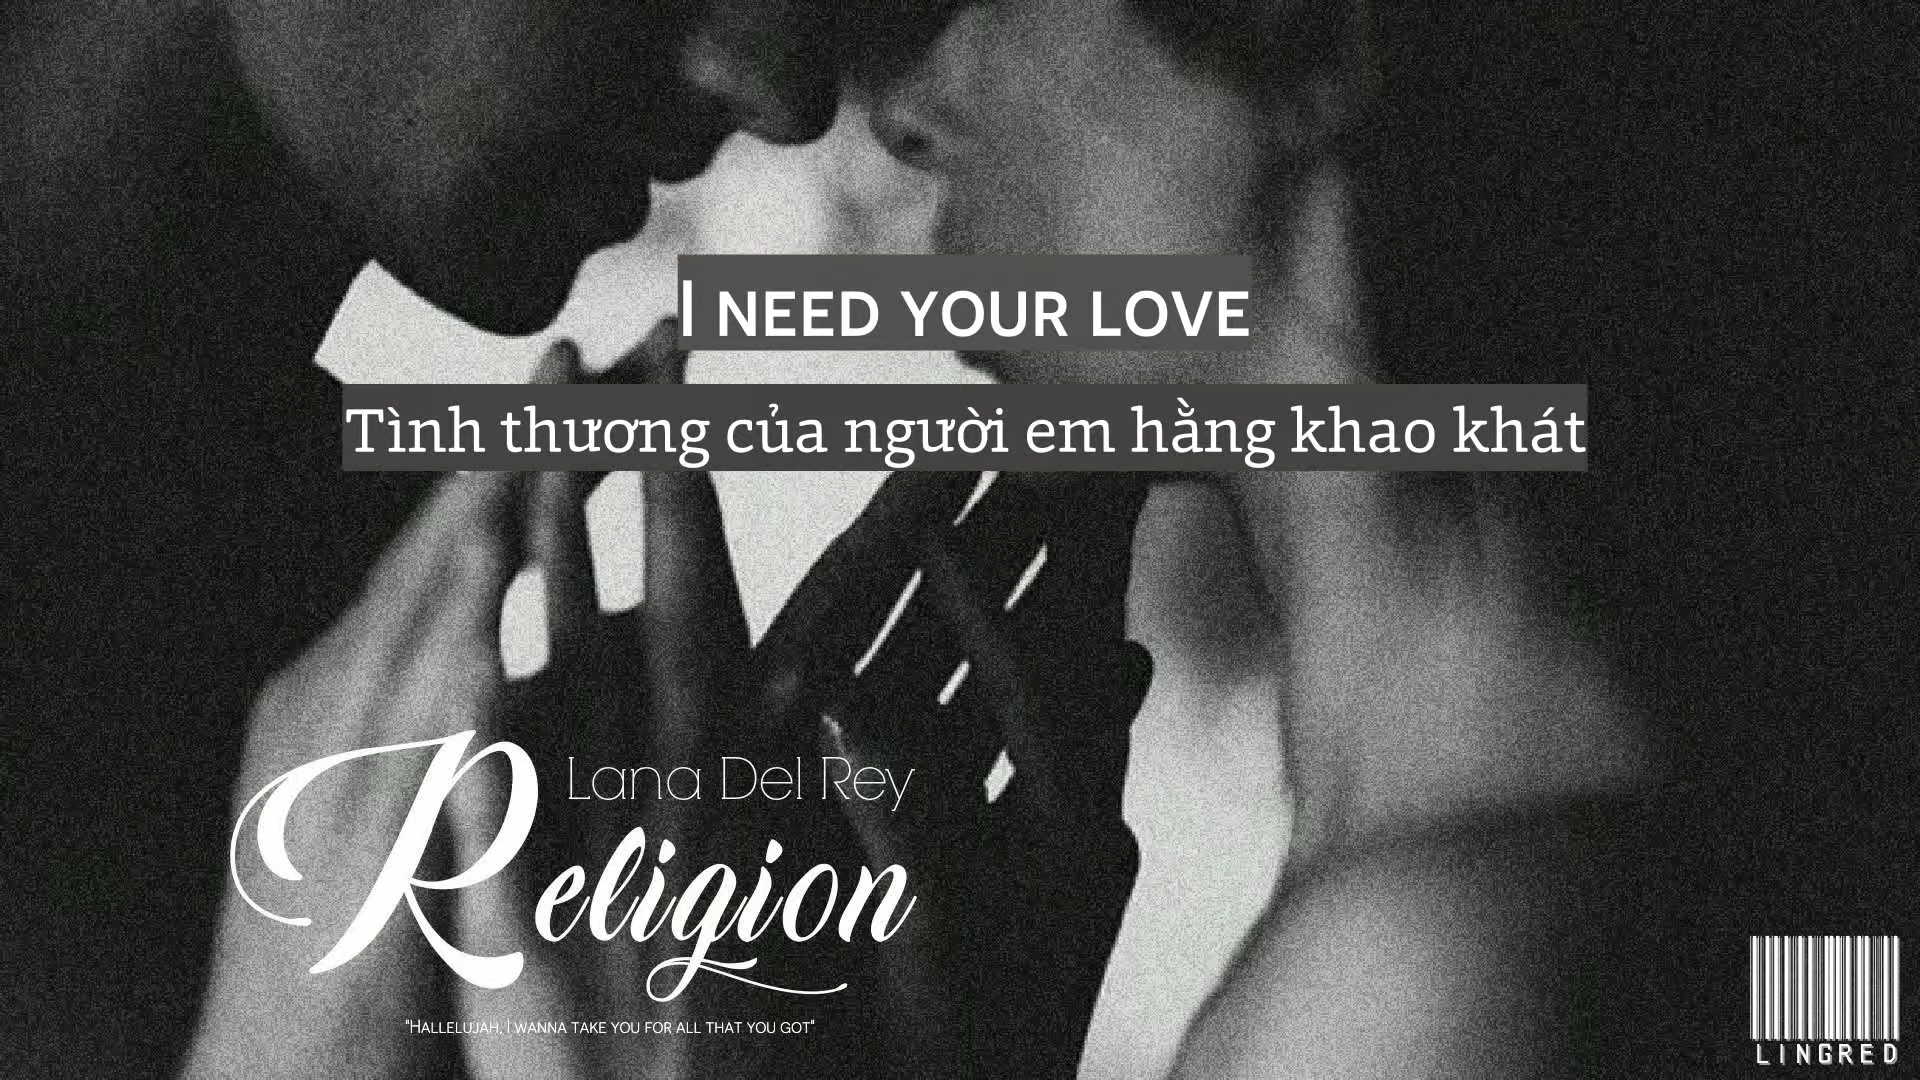 I NEED YOUR LOVE
Tình thương của người em hằng khao khát
Lana Del Rey
Religion
"HALLELUJAH, I WANNA TAKE YOU FOR ALL THAT YOU GOT"
LINGRED